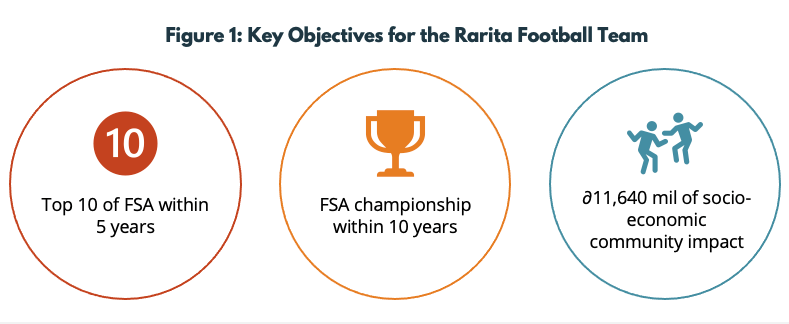 Figure 1: Key Objectives for the Rarita Football Team
10
Top 10 of FSA within
5 years
FSA championship
within 10 years
∂11,640 mil of socio-
economic
community impact